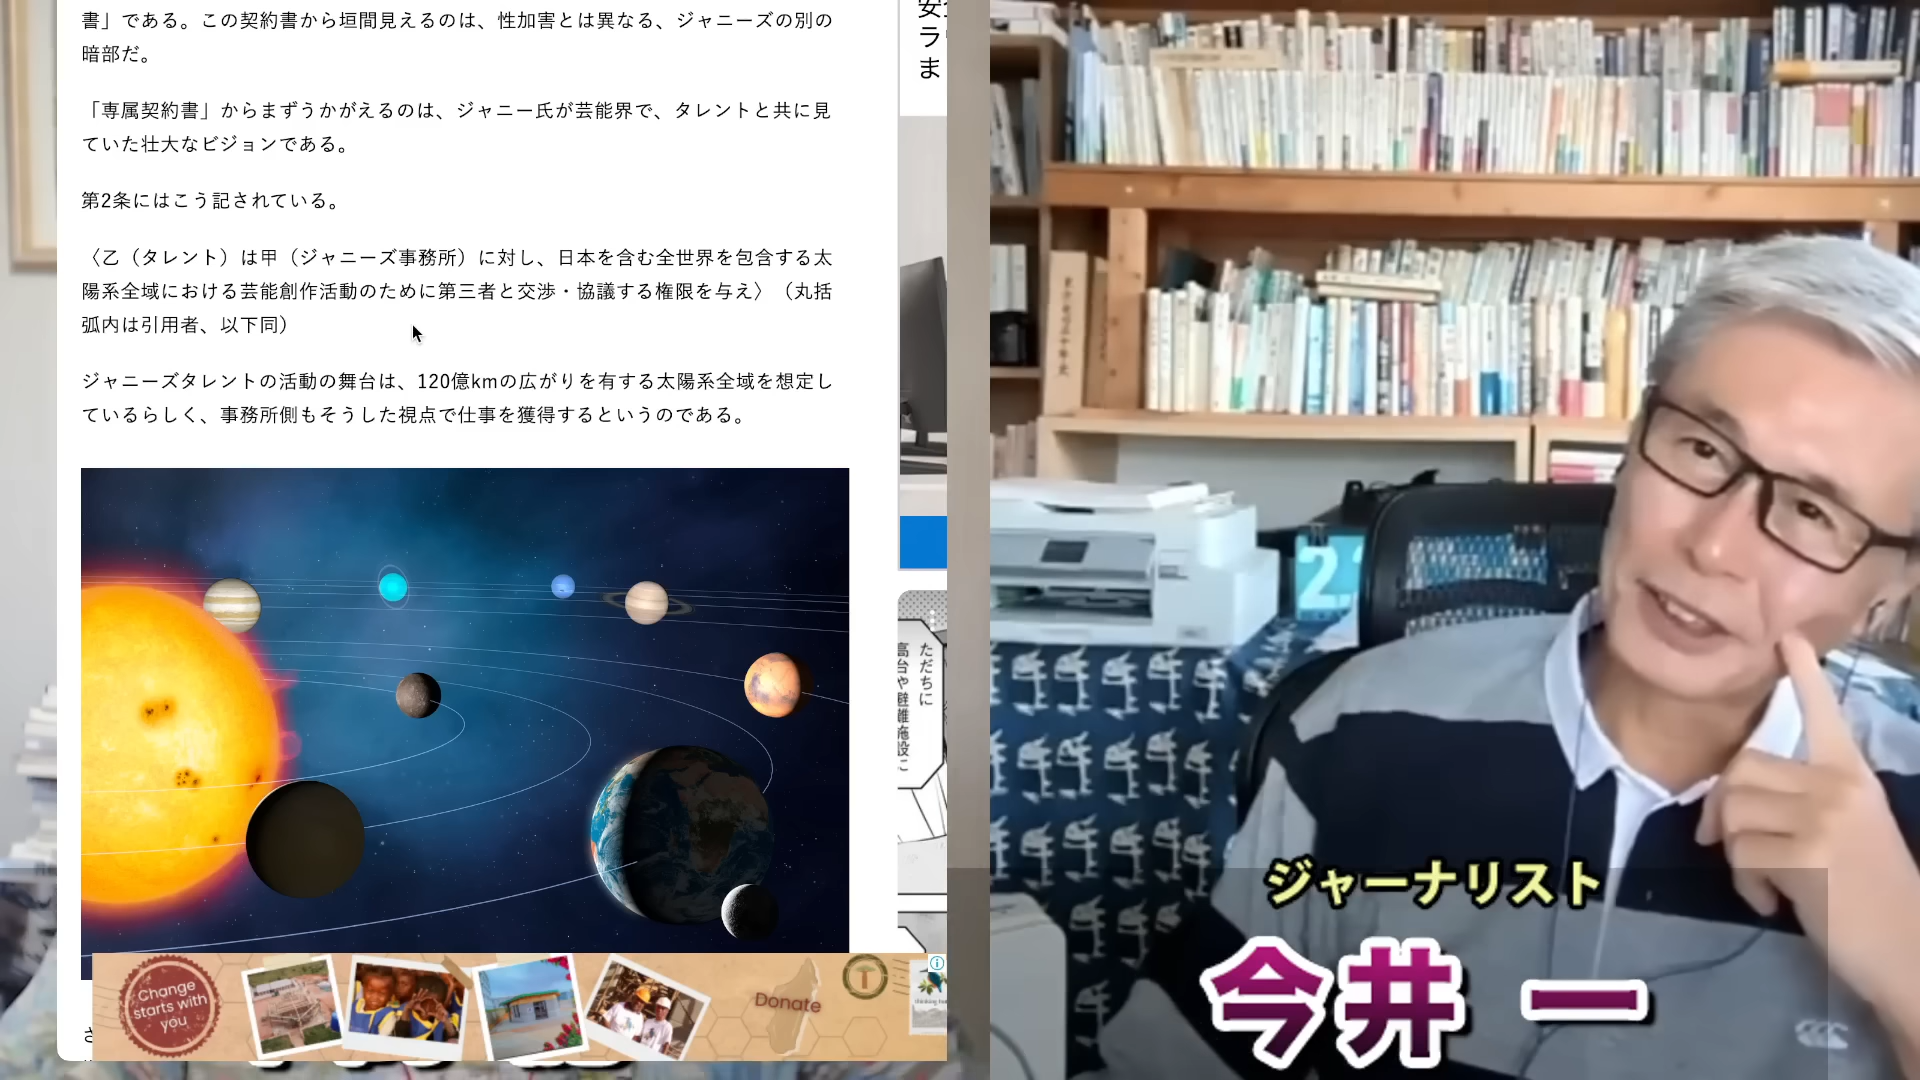 書」である。この契約書から垣間見えるのは、性加害とは異なる、ジャニーズの別の
暗部だ。
「専属契約書」からまずうかがえるのは、ジャニー氏が芸能界で、タレントと共に見
ていた壮大なビジョンである。
第2条にはこう記されている。
〈乙（タレント）は甲（ジャニーズ事務所）に対し、日本を含む全世界を包含する太
陽系全域における芸能創作活動のために第三者と交渉・協議する権限を与え〉（丸括
弧内は引用者、以下同）
ジャニーズタレントの活動の舞台は、120億kmの広がりを有する太陽系全域を想定し
ているらしく、事務所側もそうした視点で仕事を獲得するというのである。
Change
starts with
you
Donate
ラ
ま
ただちに
高台や避難施設に
ジャーナリスト
今井 一